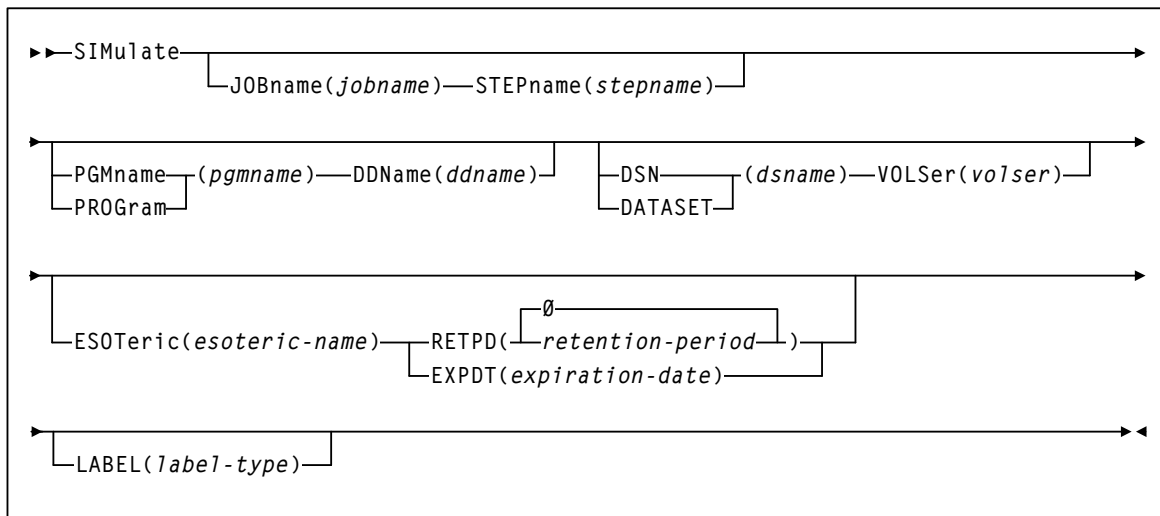 SIMulate
JOBname(jobname) STEPname(stepname)
PGMname (pgmname) DDName(ddname) DSN (dsname) VOLSer(volser)
PROGram DATASET
Ø
ESOTeric(esoteric-name) RETPD( retention-period )
EXPDT(expiration-date)
LABEL(label-type)